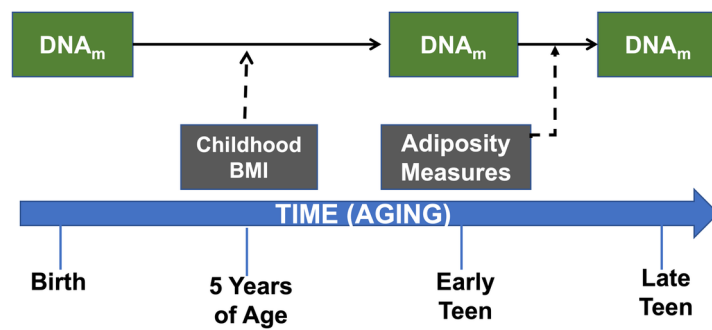 DNAm
DNAm
DNAm
Childhood
BMI
Adiposity
Measures
TIME (AGING)
Birth
5 Years
of Age
Early
Teen
Late
Teen